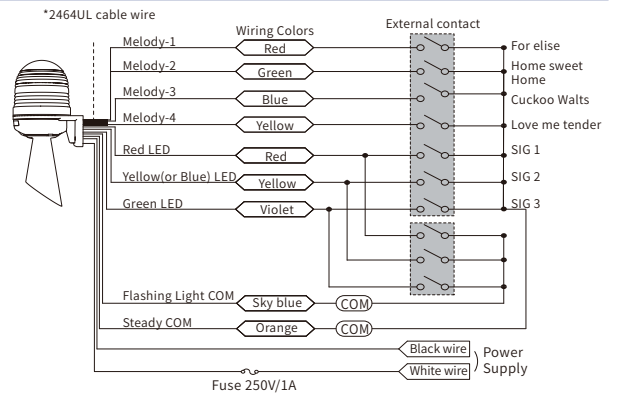 *2464UL cable wire
Wiring Colors
External contact
Melody-1
Red
For elise
Melody-2
Green
Home sweet
Home
Melody-3
Blue
Cuckoo Walts
Melody-4
Yellow
Love me tender
Red LED
Red
SIG 1
Yellow(or Blue) LED
Yellow
SIG 2
Green LED
Violet
SIG 3
Flashing Light COM
Sky blue
COM
Steady COM
Orange
COM
Black wire
Power
Supply
White wire
Fuse 250V/1A